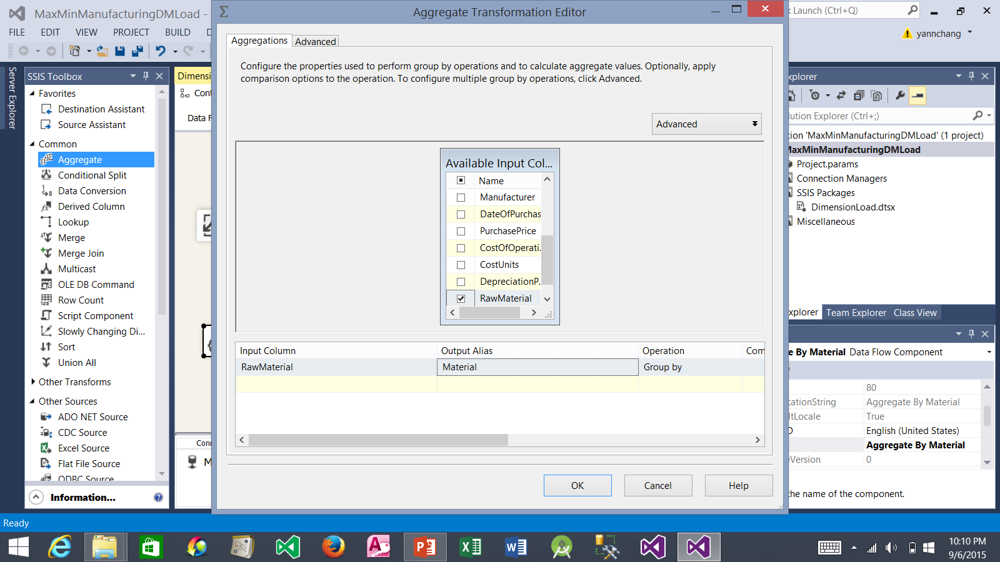 MaxMinManufacturingDMLoad -
Aggregate Transformation Editor
Launch (Ctrl+Q)
FILE EDIT VIEW PROJECT BUILD
yannchang
Server Explorer
SSIS Toolbox
Favorites
Destination Assistant
Source Assistant
Common
Aggregate
Conditional Split
Data Conversion
Derived Column
Lookup
Merge
Merge Join
Multicast
OLE DB Command
Row Count
Script Component
Slowly Changing Di...
Sort
Union All
Other Transforms
Other Sources
ADO NET Source
CDC Source
Excel Source
Flat File Source
ODBC Source
Information...
Dimensi
Cont
Data F
Conn
M
Aggregations Advanced
Configure the properties used to perform group by operations and to calculate aggregate values. Optionally, apply
comparison options to the operation. To configure multiple group by operations, click Advanced.
Advanced
Available Input Col...
Name
Manufacturer
DateOfPurchas
PurchasePrice
CostOfOperati.
CostUnits
DepreciationP.
RawMaterial
Input Column Output Alias Operation Com
RawMaterial Material Group by
OK Cancel Help
xplorer
lution Explorer (Ctrl+;)
tion 'MaxMinManufacturingDMLoad' (1 project)
MaxMinManufacturingDMLoad
Project.params
Connection Managers
SSIS Packages
DimensionLoad.dtsx
Miscellaneous
xplorer Team Explorer Class View
e By Material Data Flow Component
80
cationString Aggregate By Material
ltLocale True
D English (United States)
Aggregate By Material
eVersion 0
the name of the component.
Ready
10:10 PM
9/6/2015